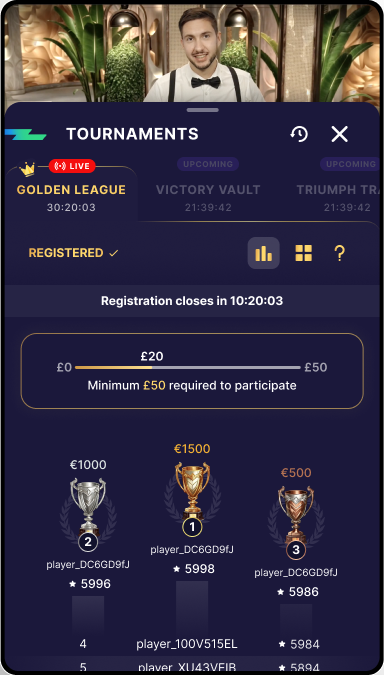 TOURNAMENTS
LIVE
UPCOMING
UPCOMING
GOLDEN LEAGUE
VICTORY VAULT
TRIUMPH TRA
30:20:03
21:39:42
21:39:42
REGISTERED ✓
?
Registration closes in 10:20:03
£20
£0
£50
Minimum £50 required to participate
€1500
€1000
€500
1
2
3
player_DC6GD9fJ
★ 5998
player_DC6GD9fJ
★ 5996
player_DC6GD9fJ
★ 5986
4 player_100V515EL ★ 5984
5 player_XU43VEIB ★ 5894